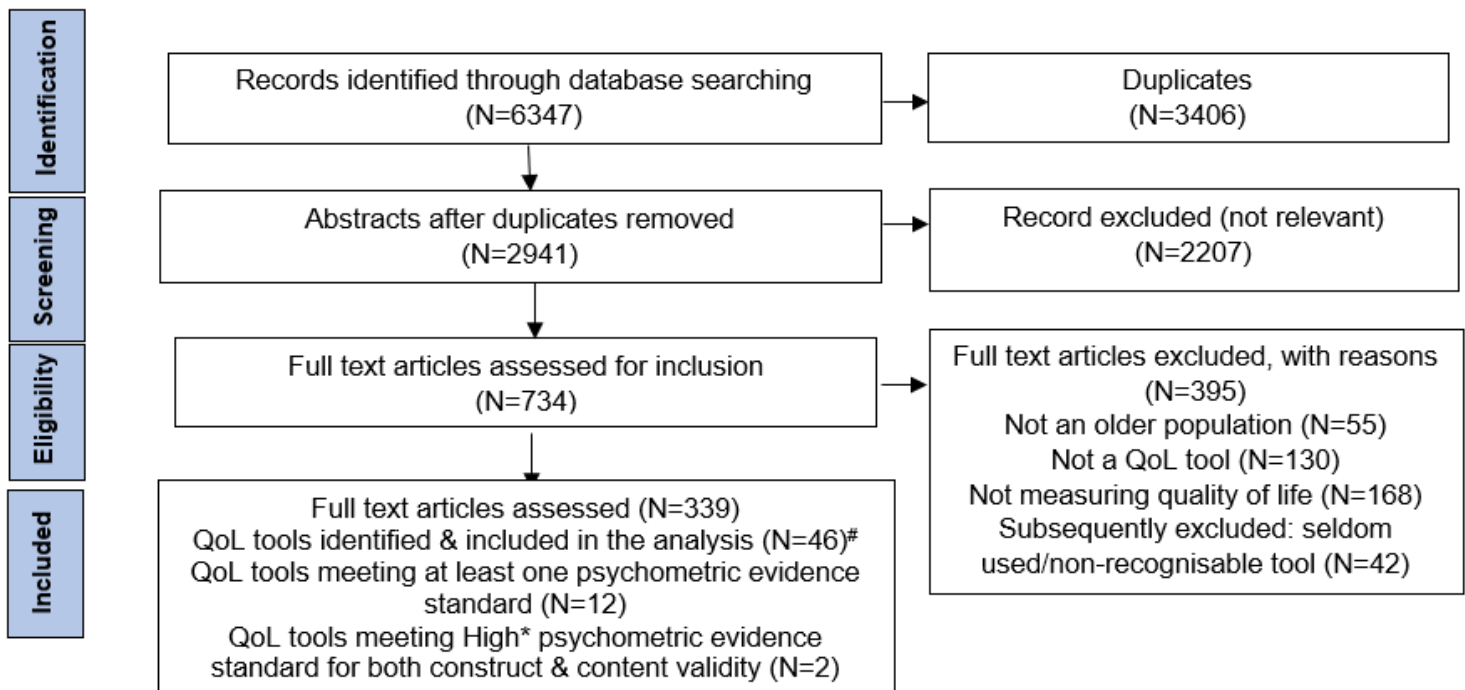 Identification
Records identified through database searching
(N=6347)
Duplicates
(N=3406)
Screening
Abstracts after duplicates removed
(N=2941)
Record excluded (not relevant)
(N=2207)
Eligibility
Full text articles assessed for inclusion
(N=734)
Full text articles excluded, with reasons
(N=395)
Not an older population (N=55)
Not a QoL tool (N=130)
Not measuring quality of life (N=168)
Subsequently excluded: seldom
used/non-recognisable tool (N=42)
Included
Full text articles assessed (N=339)
QoL tools identified & included in the analysis (N=46)#
QoL tools meeting at least one psychometric evidence
standard (N=12)
QoL tools meeting High* psychometric evidence
standard for both construct & content validity (N=2)